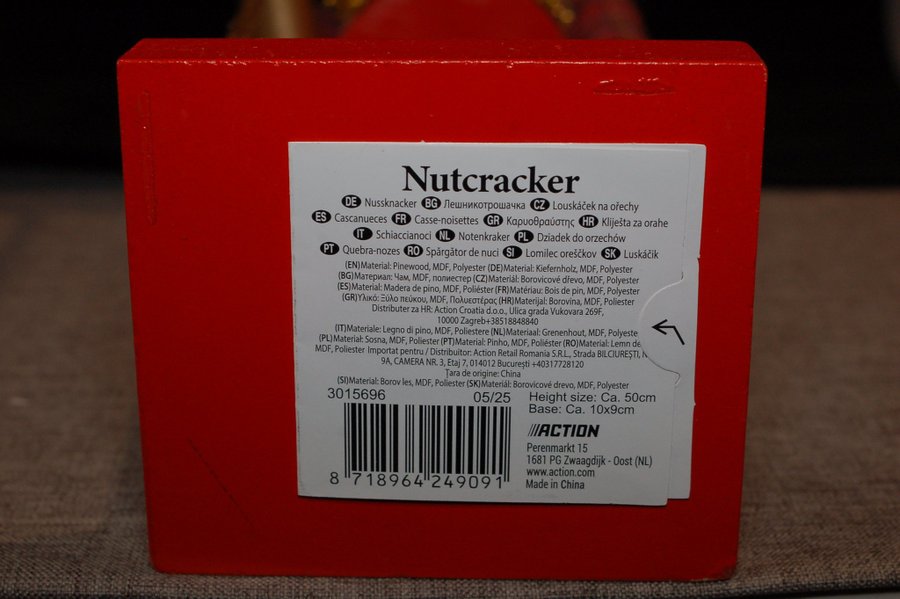 Nutcracker
DE Nussknacker BG Лешникотрошачка CZ Louskáček na ořechy
ES Cascanueces FR Casse-noisettes GR Καρυοθραύστης HR Kliješta za orahe
IT Schiaccianoci NL Notenkraker PL Dziadek do orzechów
PT Quebra-nozes RO Spărgător de nuci SI Lomilec oreščkov SK Luskáčik
(EN)Material: Pinewood, MDF, Polyester (DE)Material: Kiefernholz, MDF, Polyester
(BG)Материал: Чам, MDF, полиестер (CZ)Material: Borovicové dřevo, MDF, Polyester
(ES)Material: Madera de pino, MDF, Poliéster (FR)Matériau: Bois de pin, MDF, Polyester
(GR)Υλικό: Ξύλο πεύκου, MDF, Πολυεστέρας (HR)Materijal: Borovina, MDF, Poliester
Distributer za HR: Action Croatia d.o.o., Ulica grada Vukovara 269F,
10000 Zagreb+38518848840
(IT)Materiale: Legno di pino, MDF, Poliestere (NL)Materiaal: Grenenhout, MDF, Polyeste
(PL)Materiał: Sosna, MDF, Poliester (PT)Material: Pinho, MDF, Poliéster (RO)Material: Lemn de
MDF, Poliester Importat pentru / Distribuitor: Action Retail Romania S.R.L., Strada BILCIUREȘTI, N
9A, CAMERA NR. 3, Etaj 7, 014012 București +40317728120
Țara de origine: China
(SI)Material: Borov les, MDF, Poliester (SK)Materiál: Borovicové drevo, MDF, Polyester
3015696 05/25 Height size: Ca. 50cm
Base: Ca. 10x9cm
ACTION
Perenmarkt 15
1681 PG Zwaagdijk - Oost (NL)
www.action.com
Made in China
8 718964 249091